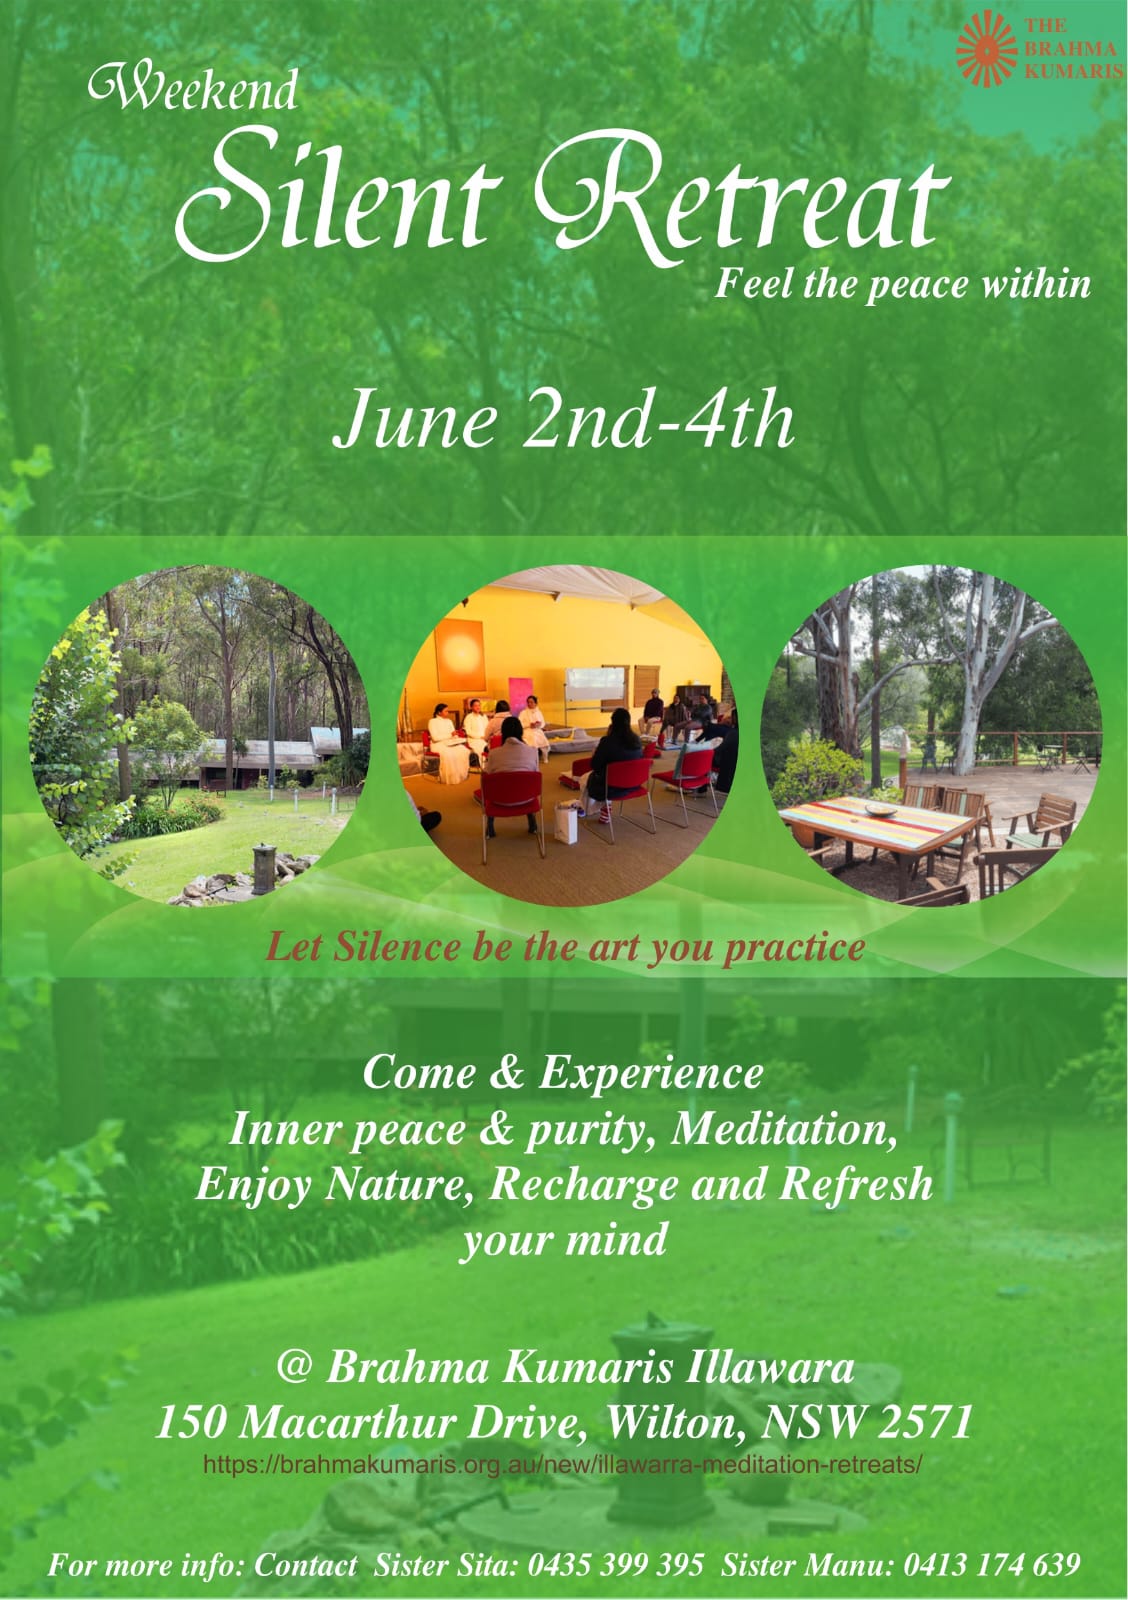 THE
BRAHMA
KUMARIS
Weekend
Silent Retreat
Feel the peace within
June 2nd-4th
Let Silence be the art you practice
Come & Experience
Inner peace & purity, Meditation,
Enjoy Nature, Recharge and Refresh
your mind
@ Brahma Kumaris Illawara
150 Macarthur Drive, Wilton, NSW 2571
https://brahmakumaris.org.au/new/illawarra-meditation-retreats/
For more info: Contact Sister Sita: 0435 399 395 Sister Manu: 0413 174 639